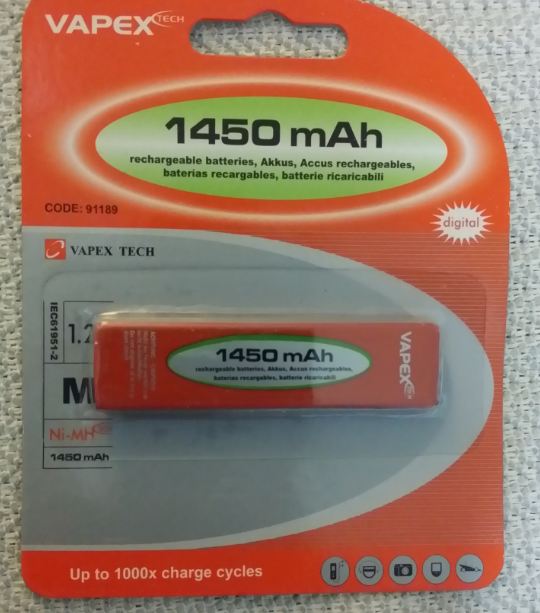 VAPEX TECH
1450 mAh
rechargeable batteries, Akkus, Accus rechargeables,
baterias recargables, batterie ricaricabili
CODE: 91189
digital
VAPEX TECH
IEC61951-2
1.2
M
Ni-MH
1450 mAh
1450 mAh
rechargeable batteries, Akkus, Accus rechargeables,
baterias recargables, batterie ricaricabili
VAPEX TECH
Up to 1000x charge cycles